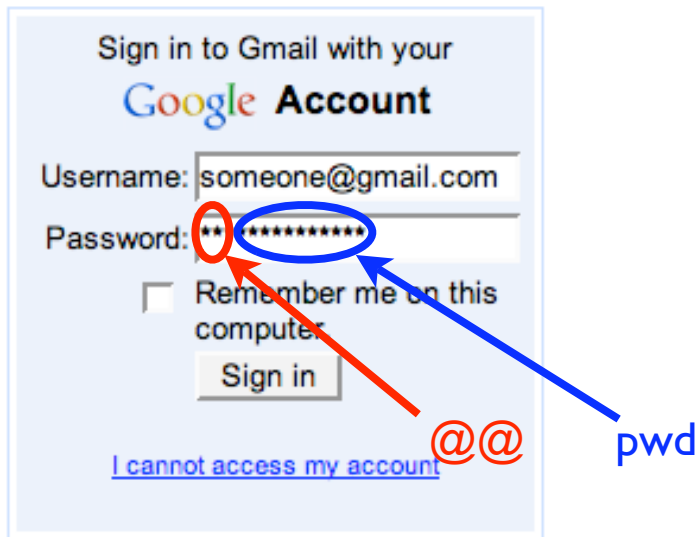 Sign in to Gmail with your
Google Account
Username: someone@gmail.com
Password: ****************
Remember me on this
computer.
Sign in
@@
pwd
I cannot access my account